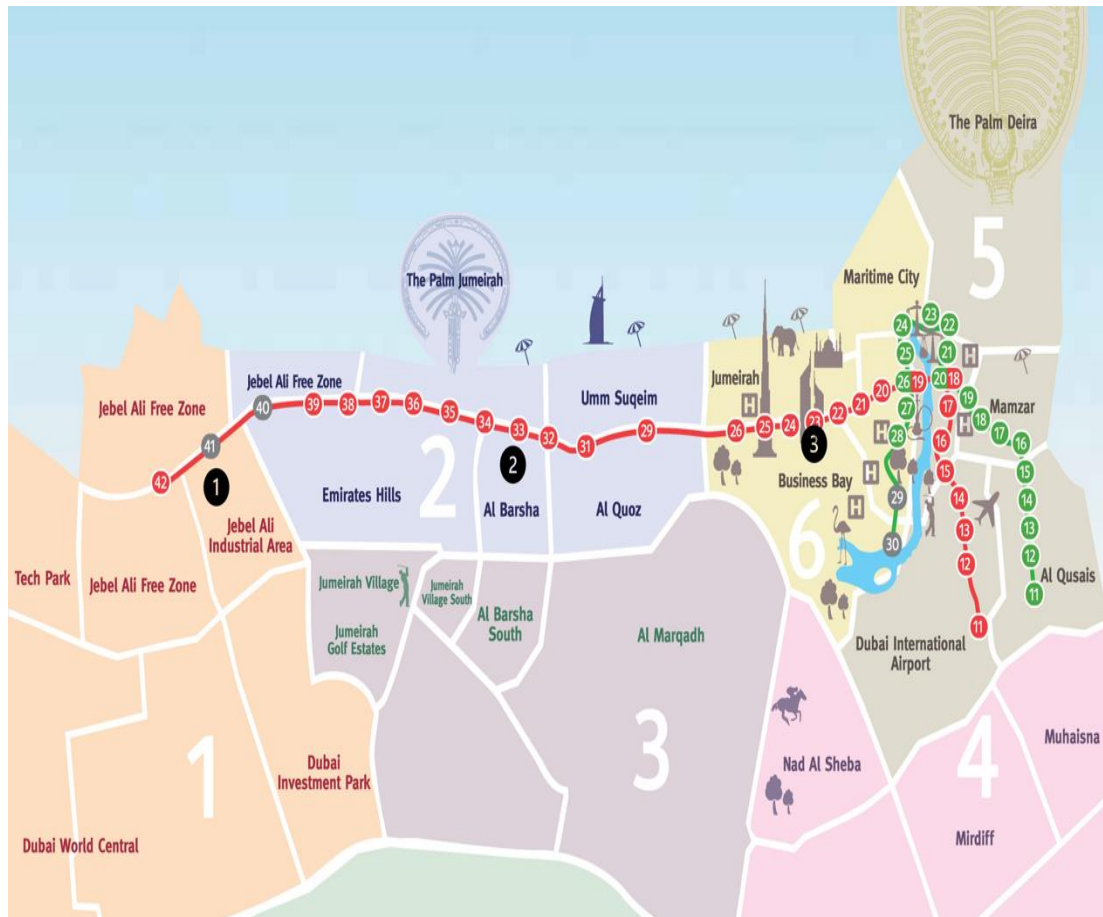 The Palm Deira
5
Maritime City
The Palm Jumeirah
23
24
22
25
21
H
Jebel Ali Free Zone
Jumeirah
26
19
20
18
Jebel Ali Free Zone
40
39
38
37
36
35
34
33
32
31
29
Umm Suqeim
H
26
25
24
23
22
21
20
27
17
19
18
17
16
Mamzar
H
28
H
16
15
15
41
42
1
2
2
3
Emirates Hills
Al Barsha
Al Quoz
Business Bay
H
H
29
14
14
13
13
12
12
11
30
6
Jebel Ali
Industrial Area
Tech Park
Jebel Ali Free Zone
Al Qusais
Jumeirah Village
Jumeirah
Village South
Al Barsha
South
Jumeirah
Golf Estates
Al Marqadh
11
Dubai International
Airport
1
3
4
Dubai
Investment Park
Nad Al Sheba
Muhaisna
Dubai World Central
Mirdiff